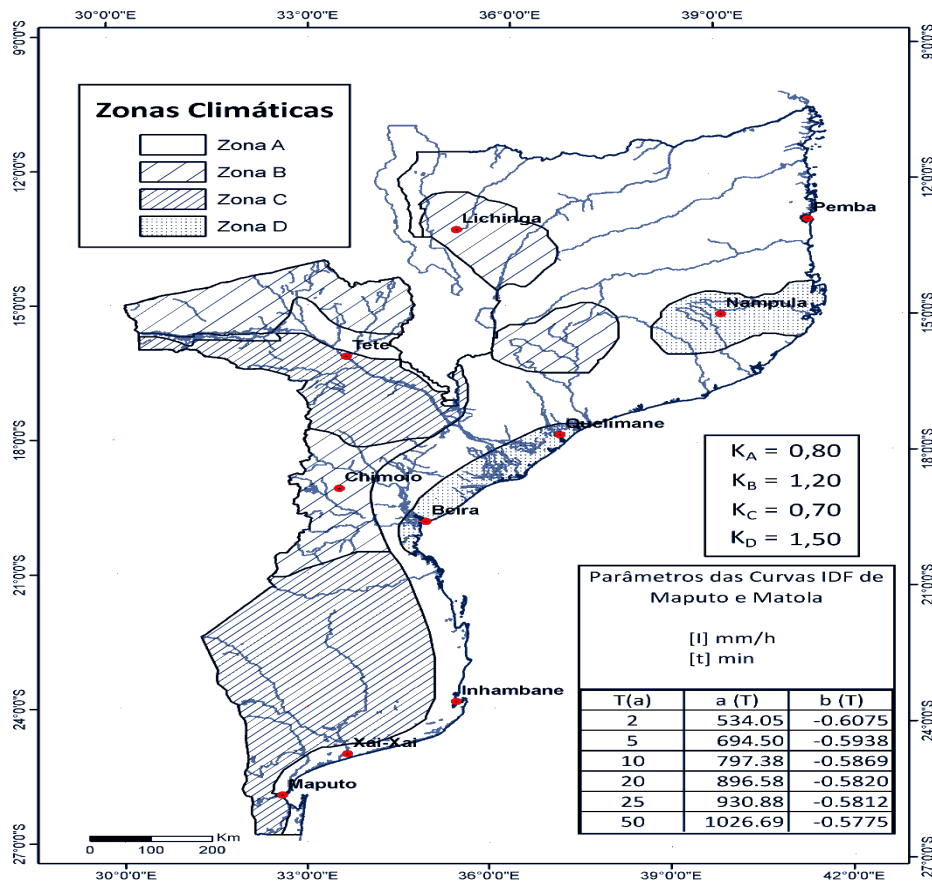 30°0'0"E 33°0'0"E 36°0'0"E 39°0'0"E
9°0'0"S
12°0'0"S
15°0'0"S
18°0'0"S
21°0'0"S
24°0'0"S
27°0'0"S
Zonas Climáticas
Zona A
Zona B
Zona C
Zona D
Lichinga
Pemba
Nampula
Tete
Quelimane
Chimoio
Beira
Inhambane
Xai-Xai
Maputo
K_A = 0,80
K_B = 1,20
K_C = 0,70
K_D = 1,50
Parâmetros das Curvas IDF de
Maputo e Matola
[I] mm/h
[t] min
T(a) a (T) b (T)
2 534.05 -0.6075
5 694.50 -0.5938
10 797.38 -0.5869
20 896.58 -0.5820
25 930.88 -0.5812
50 1026.69 -0.5775
Km
0 100 200
9°0'0"S
12°0'0"S
15°0'0"S
18°0'0"S
21°0'0"S
24°0'0"S
27°0'0"S
30°0'0"E 33°0'0"E 36°0'0"E 39°0'0"E 42°0'0"E